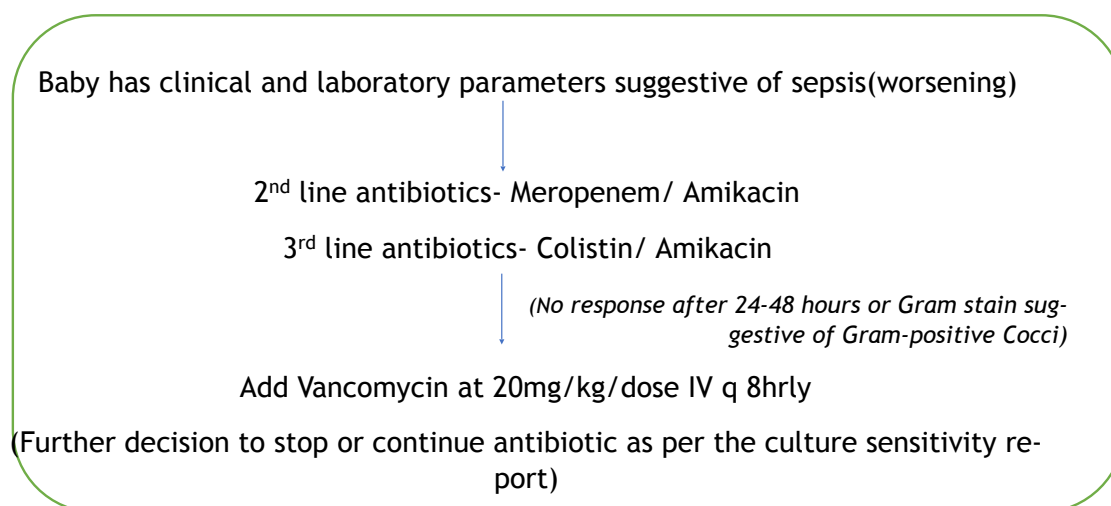 Baby has clinical and laboratory parameters suggestive of sepsis(worsening)
2nd line antibiotics- Meropenem/ Amikacin
3rd line antibiotics- Colistin/ Amikacin
(No response after 24-48 hours or Gram stain sug-
gestive of Gram-positive Cocci)
Add Vancomycin at 20mg/kg/dose IV q 8hrly
(Further decision to stop or continue antibiotic as per the culture sensitivity re-
port)